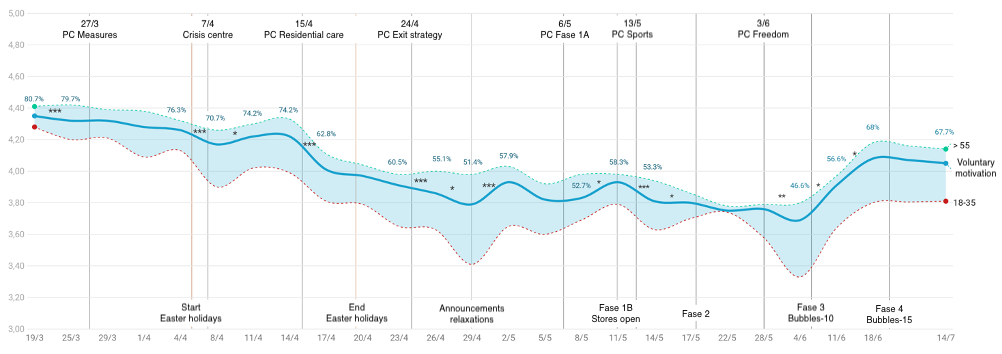 5,00
27/3 7/4 15/4 24/4 6/5 13/5 3/6
PC Measures Crisis centre PC Residential care PC Exit strategy PC Fase 1A PC Sports PC Freedom
4,80
4,60
4,40
80.7% 79.7% 76.3% 70.7% 74.2% 74.2% 62.8% 60.5% 55.1% 51.4% 57.9% 52.7% 58.3% 53.3% 46.6% 56.6% 68% 67.7%
*** *** * *** *** * *** * *** * ** * *
4,20
> 55
Voluntary
motivation
4,00
3,80
18-35
3,60
3,40
3,20
Start
Easter holidays
End
Easter holidays
Announcements
relaxations
Fase 1B
Stores open
Fase 2
Fase 3
Bubbles-10
Fase 4
Bubbles-15
3,00
19/3 25/3 29/3 1/4 4/4 8/4 11/4 14/4 17/4 20/4 23/4 26/4 29/4 2/5 5/5 8/5 11/5 14/5 17/5 22/5 28/5 4/6 11/6 18/6 14/7